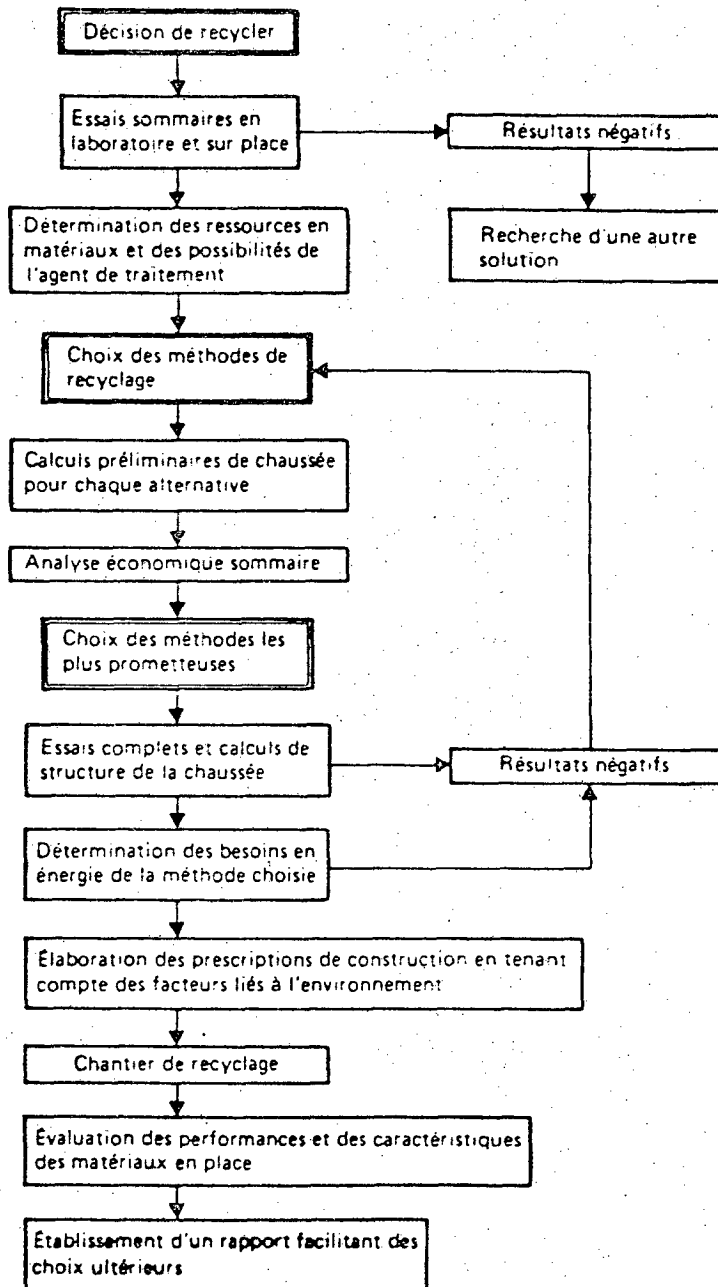 Décision de recycler
Essais sommaires en
laboratoire et sur place
Résultats négatifs
Détermination des ressources en
matériaux et des possibilités de
l'agent de traitement
Recherche d'une autre
solution
Choix des méthodes de
recyclage
Calculs préliminaires de chaussée
pour chaque alternative
Analyse économique sommaire
Choix des méthodes les
plus prometteuses
Essais complets et calculs de
structure de la chaussée
Résultats négatifs
Détermination des besoins en
énergie de la méthode choisie
Élaboration des prescriptions de construction en tenant
compte des facteurs liés à l'environnement
Chantier de recyclage
Évaluation des performances et des caractéristiques
des matériaux en place
Établissement d'un rapport facilitant des
choix ultérieurs